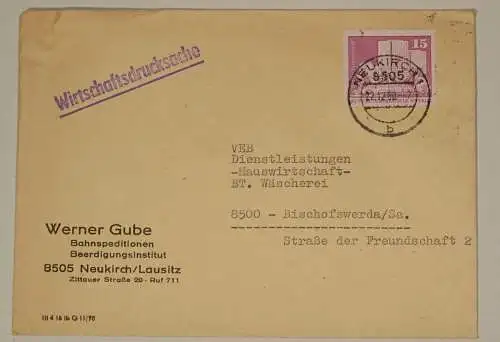 Wirtschaftsdrucksache
15
NEUKIRCH
8505
b
VEB
Dienstleistungen
-Hauswirtschaft-
BT. Wäscherei
8500 - Bischofswerda/Sa.
Straße der Freundschaft 2
Werner Gube
Bahnspeditionen
Beerdigungsinstitut
8505 Neukirch/Lausitz
Zittauer Straße 20 - Ruf 711